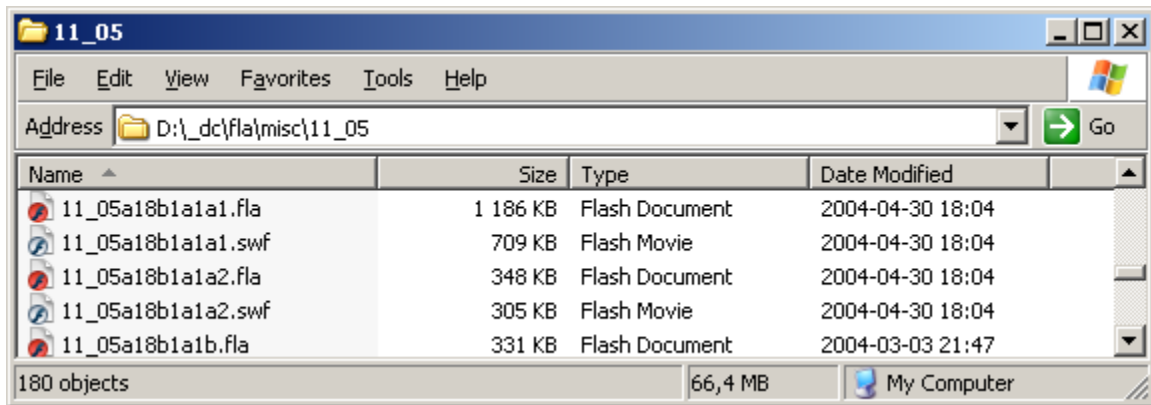 11_05
File Edit View Favorites Tools Help
Address D:\_dc\fla\misc\11_05 Go
Name Size Type Date Modified
11_05a18b1a1a1.fla 1 186 KB Flash Document 2004-04-30 18:04
11_05a18b1a1a1.swf 709 KB Flash Movie 2004-04-30 18:04
11_05a18b1a1a2.fla 348 KB Flash Document 2004-04-30 18:04
11_05a18b1a1a2.swf 305 KB Flash Movie 2004-04-30 18:04
11_05a18b1a1b.fla 331 KB Flash Document 2004-03-03 21:47
180 objects 66,4 MB My Computer